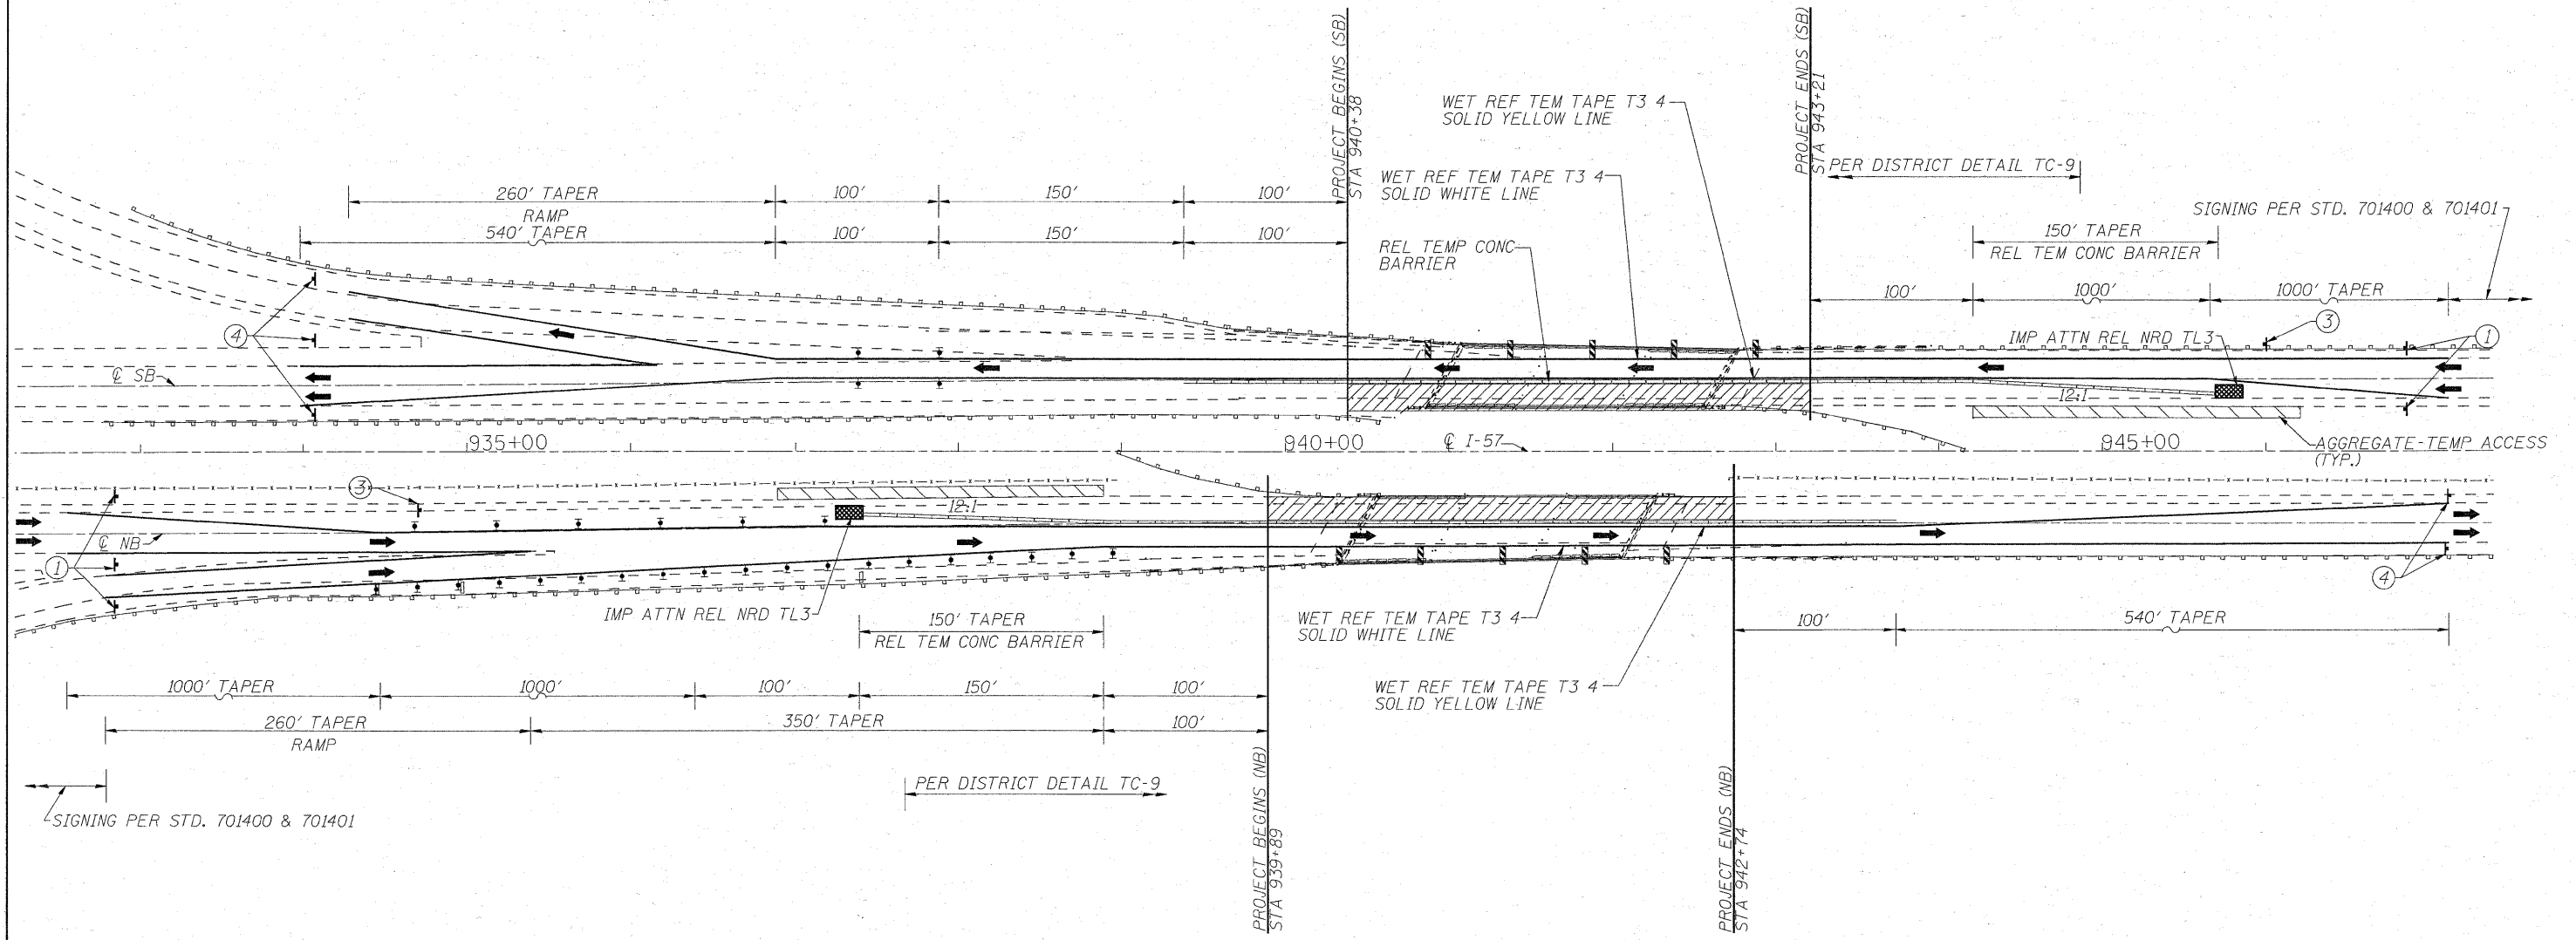 PROJECT BEGINS (SB)
STA 940+38
PROJECT ENDS (SB)
STA 943+21
WET REF TEM TAPE T3 4
SOLID YELLOW LINE
WET REF TEM TAPE T3 4
SOLID WHITE LINE
REL TEMP CONC
BARRIER
PER DISTRICT DETAIL TC-9
SIGNING PER STD. 701400 & 701401
260' TAPER
100'
150'
100'
RAMP
540' TAPER
100'
150'
100'
150' TAPER
REL TEM CONC BARRIER
100'
1000'
1000' TAPER
IMP ATTN REL NRD TL3
3
1
4
℄ SB
12:1
935+00
940+00
℄ I-57
945+00
AGGREGATE-TEMP ACCESS
(TYP.)
3
12:1
℄ NB
1
4
IMP ATTN REL NRD TL3
150' TAPER
REL TEM CONC BARRIER
WET REF TEM TAPE T3 4
SOLID WHITE LINE
100'
540' TAPER
1000' TAPER
1000'
100'
150'
100'
WET REF TEM TAPE T3 4
SOLID YELLOW LINE
260' TAPER
350' TAPER
100'
RAMP
PER DISTRICT DETAIL TC-9
SIGNING PER STD. 701400 & 701401
PROJECT BEGINS (NB)
STA 939+89
PROJECT ENDS (NB)
STA 942+74